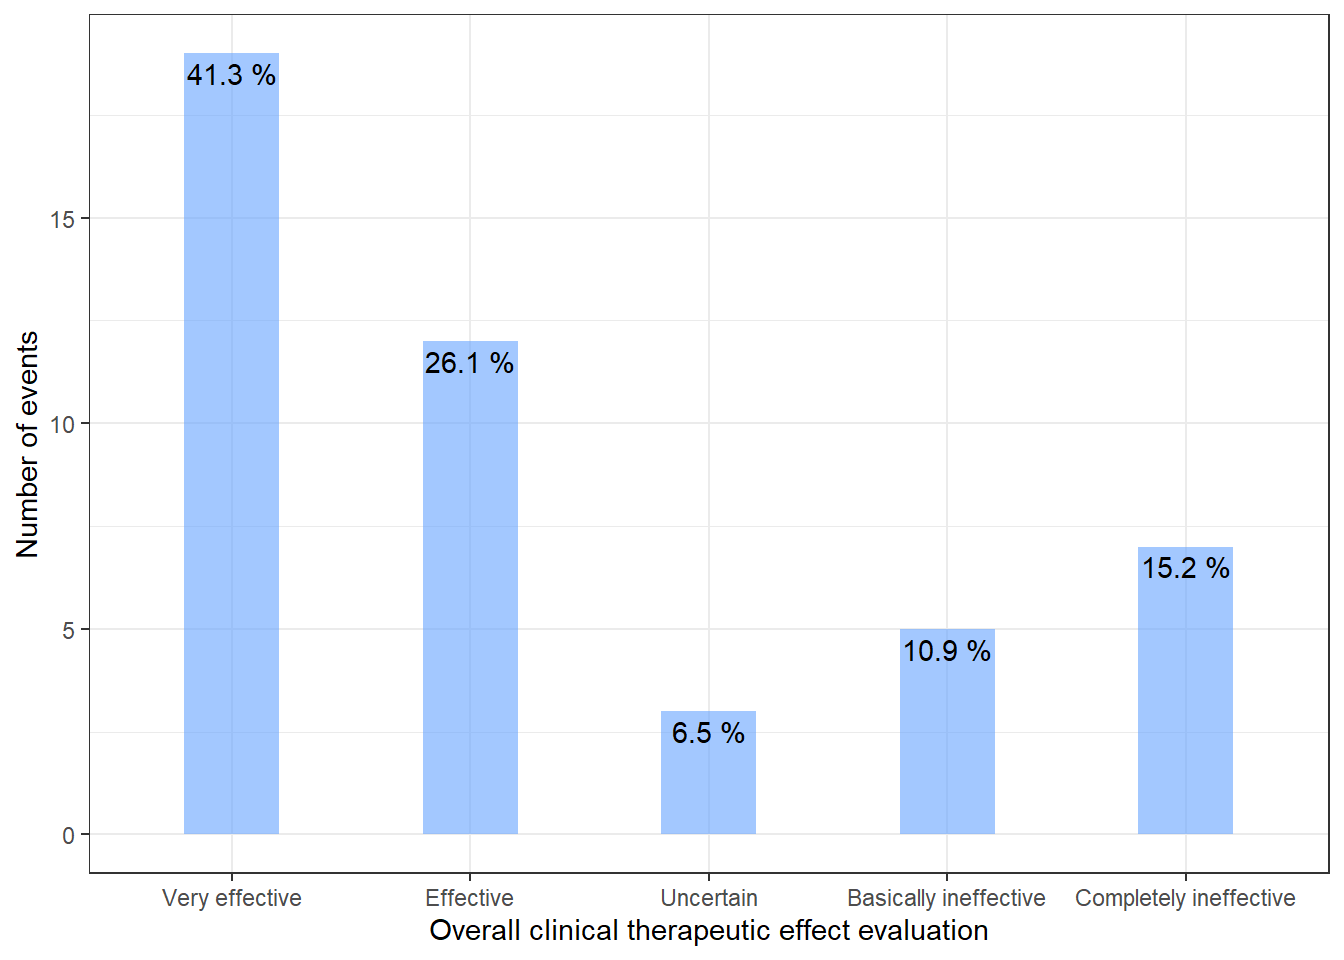 41.3 %
15
Number of events
26.1 %
10
15.2 %
5
10.9 %
6.5 %
0
Very effective
Effective
Uncertain
Basically ineffective
Completely ineffective
Overall clinical therapeutic effect evaluation